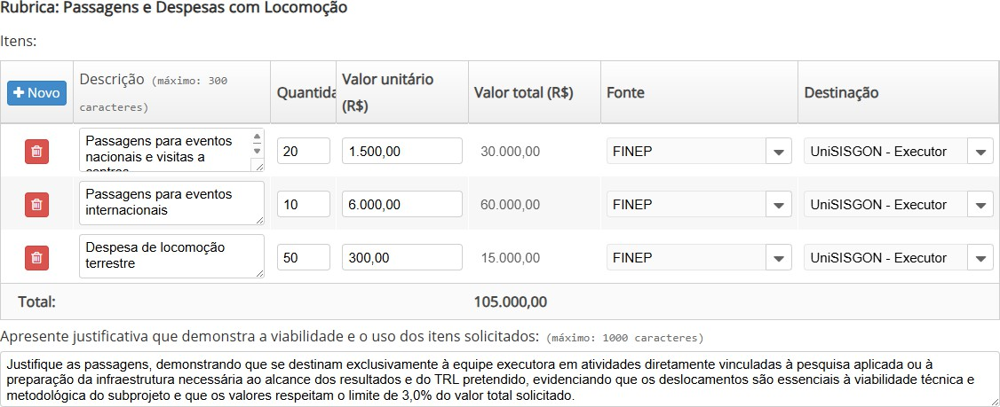 Rubrica: Passagens e Despesas com Locomoção
Itens:
Novo
Descrição (máximo: 300 caracteres)
Quantida
Valor unitário (R$)
Valor total (R$)
Fonte
Destinação
Passagens para eventos
nacionais e visitas a
centros
20
1.500,00
30.000,00
FINEP
UniSISGON - Executor
Passagens para eventos
internacionais
10
6.000,00
60.000,00
FINEP
UniSISGON - Executor
Despesa de locomoção
terrestre
50
300,00
15.000,00
FINEP
UniSISGON - Executor
Total:
105.000,00
Apresente justificativa que demonstra a viabilidade e o uso dos itens solicitados: (máximo: 1000 caracteres)
Justifique as passagens, demonstrando que se destinam exclusivamente à equipe executora em atividades diretamente vinculadas à pesquisa aplicada ou à
preparação da infraestrutura necessária ao alcance dos resultados e do TRL pretendido, evidenciando que os deslocamentos são essenciais à viabilidade técnica e
metodológica do subprojeto e que os valores respeitam o limite de 3,0% do valor total solicitado.